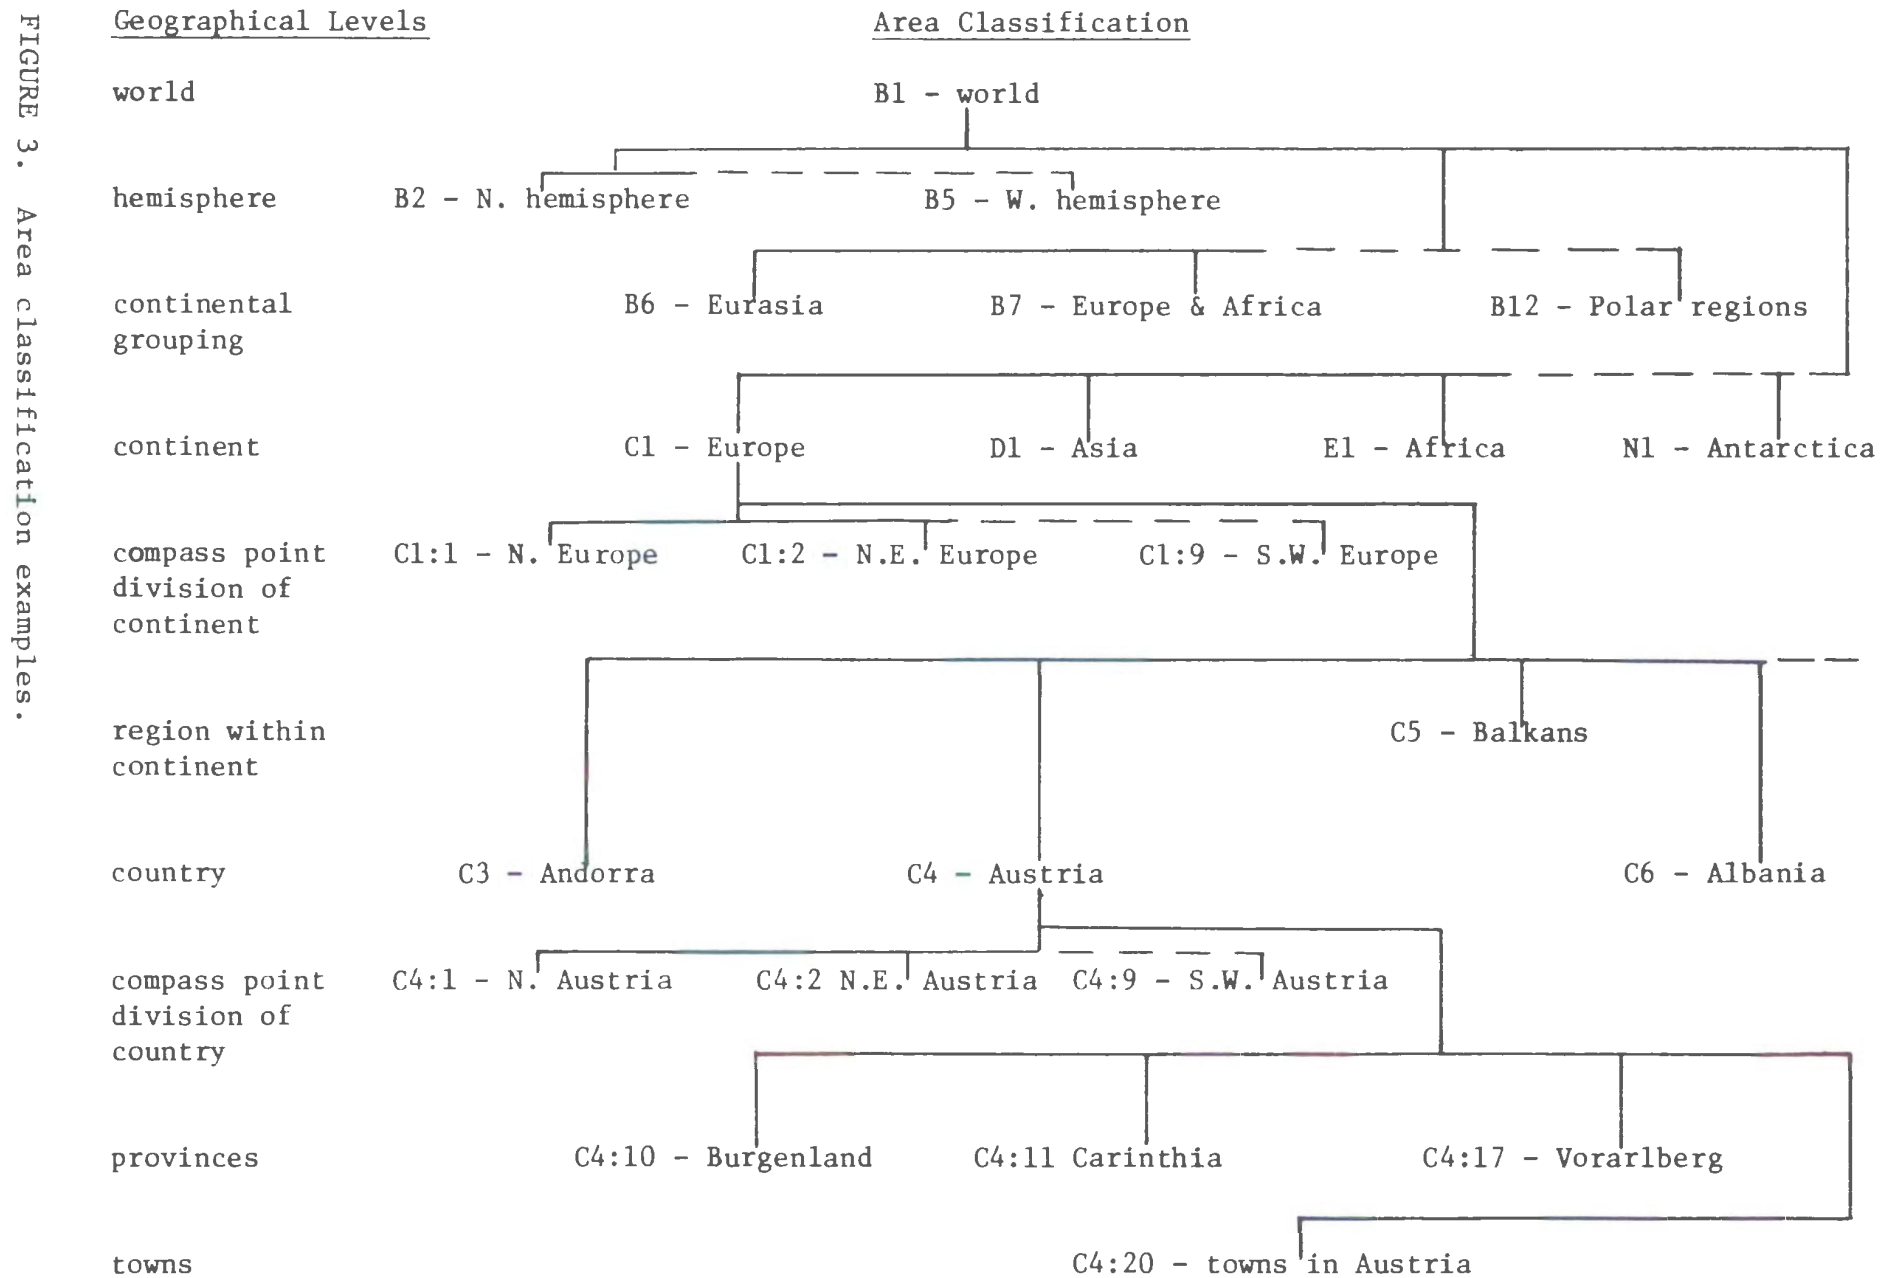 Geographical Levels Area Classification
world B1 - world
hemisphere B2 - N. hemisphere B5 - W. hemisphere
continental B6 - Eurasia B7 - Europe & Africa B12 - Polar regions
grouping
continent C1 - Europe D1 - Asia E1 - Africa N1 - Antarctica
compass point C1:1 - N. Europe C1:2 - N.E. Europe C1:9 - S.W. Europe
division of
continent
region within C5 - Balkans
continent
country C3 - Andorra C4 - Austria C6 - Albania
compass point C4:1 - N. Austria C4:2 N.E. Austria C4:9 - S.W. Austria
division of
country
provinces C4:10 - Burgenland C4:11 Carinthia C4:17 - Vorarlberg
towns C4:20 - towns in Austria
FIGURE 3. Area classification examples.